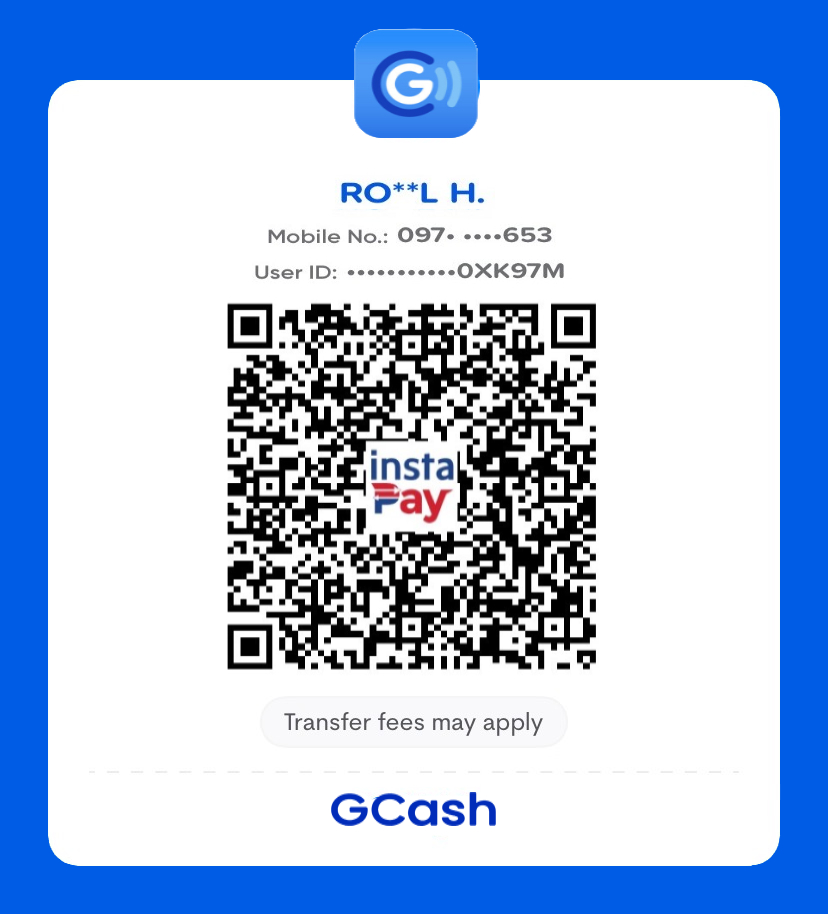 G
RO**L H.
Mobile No.: 097• ••••653
User ID: •••••••••••0XK97M
insta
Pay
Transfer fees may apply
GCash